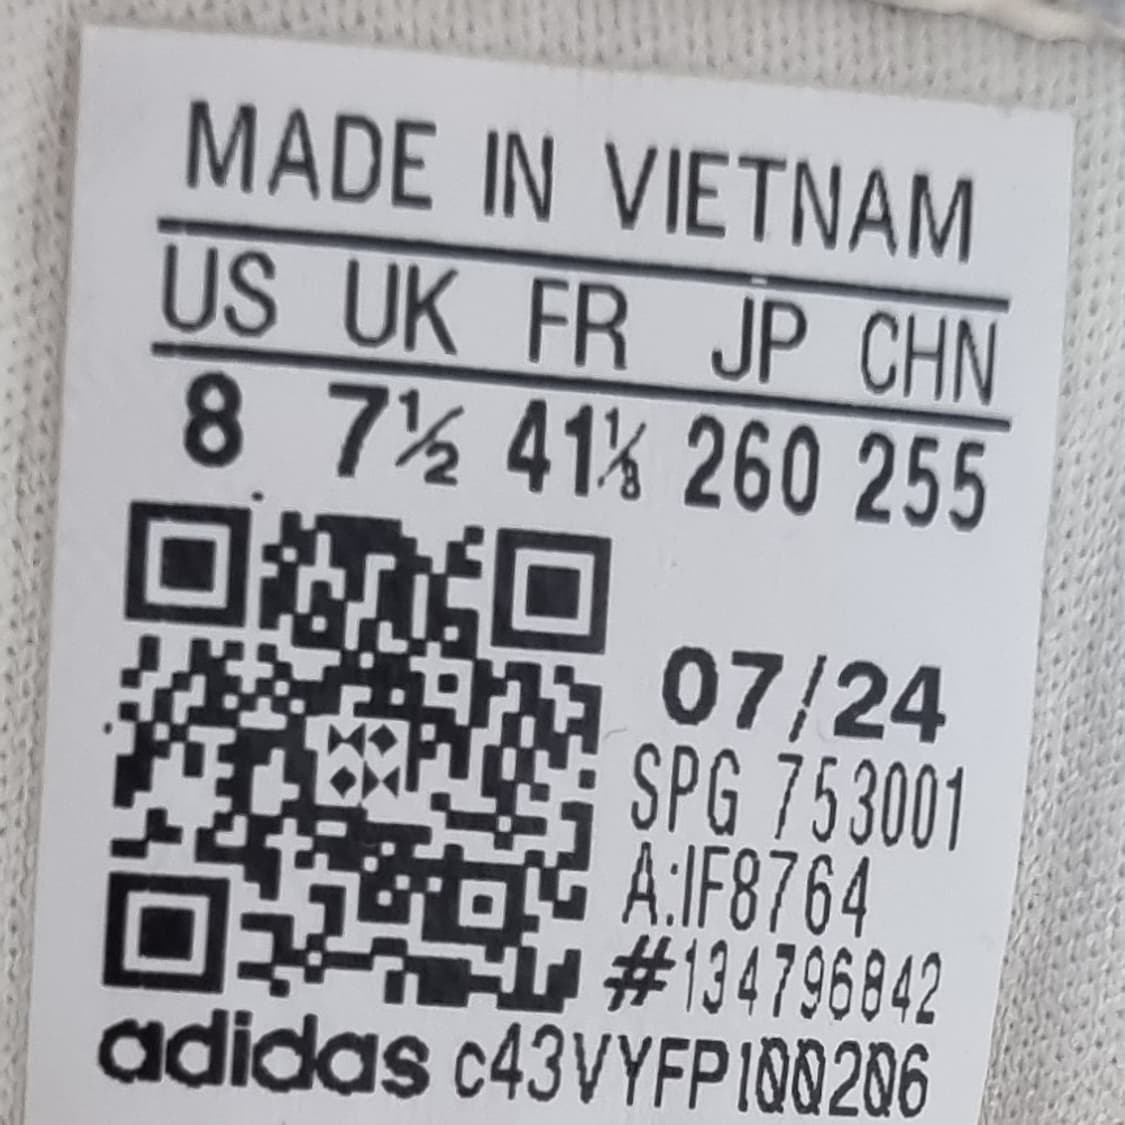 MADE IN VIETNAM
US UK FR JP CHN
8 7½ 41⅓ 260 255
07/24
SPG 753001
A:IF8764
#134796842
adidas c43VYFP100206